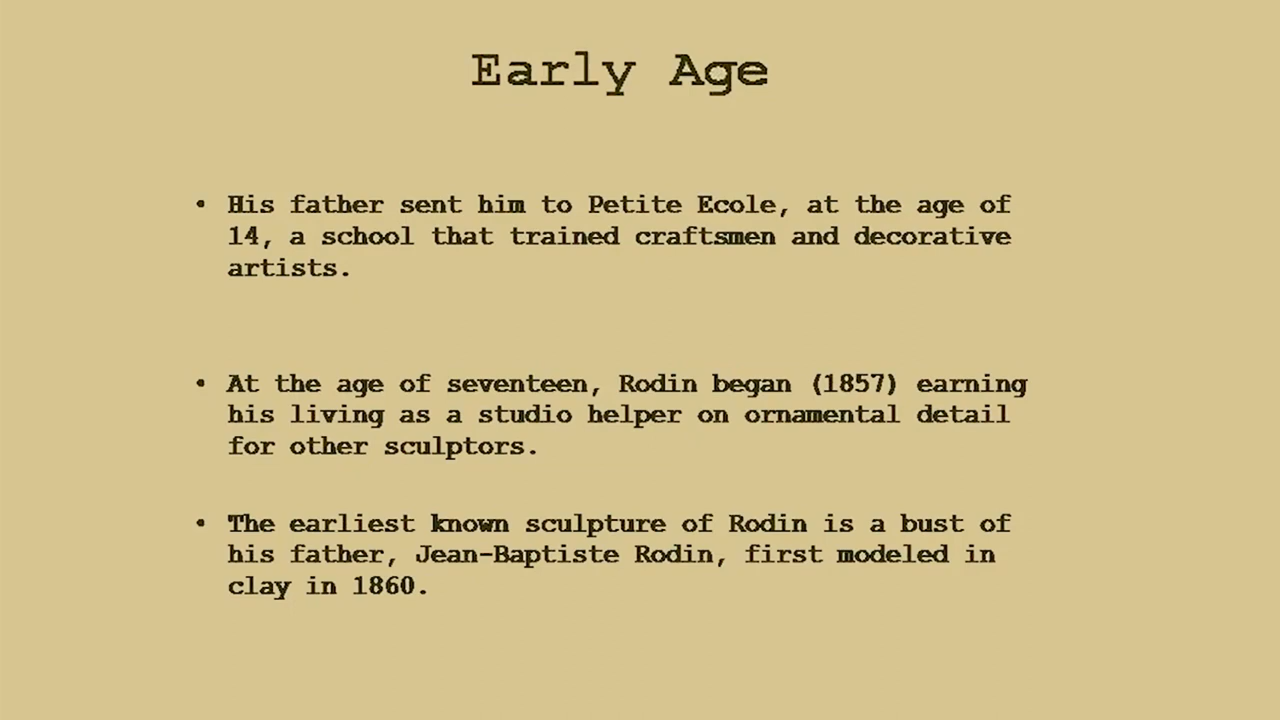 Early Age
• His father sent him to Petite Ecole, at the age of
14, a school that trained craftsmen and decorative
artists.
• At the age of seventeen, Rodin began (1857) earning
his living as a studio helper on ornamental detail
for other sculptors.
• The earliest known sculpture of Rodin is a bust of
his father, Jean-Baptiste Rodin, first modeled in
clay in 1860.